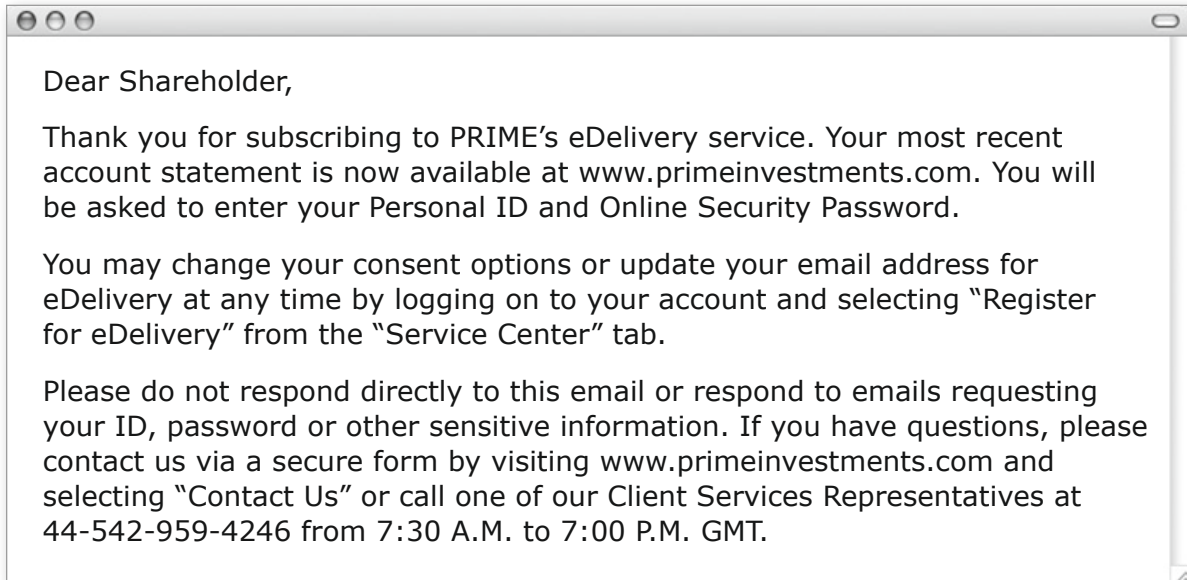 Dear Shareholder,
Thank you for subscribing to PRIME’s eDelivery service. Your most recent
account statement is now available at www.primeinvestments.com. You will
be asked to enter your Personal ID and Online Security Password.
You may change your consent options or update your email address for
eDelivery at any time by logging on to your account and selecting “Register
for eDelivery” from the “Service Center” tab.
Please do not respond directly to this email or respond to emails requesting
your ID, password or other sensitive information. If you have questions, please
contact us via a secure form by visiting www.primeinvestments.com and
selecting “Contact Us” or call one of our Client Services Representatives at
44-542-959-4246 from 7:30 A.M. to 7:00 P.M. GMT.